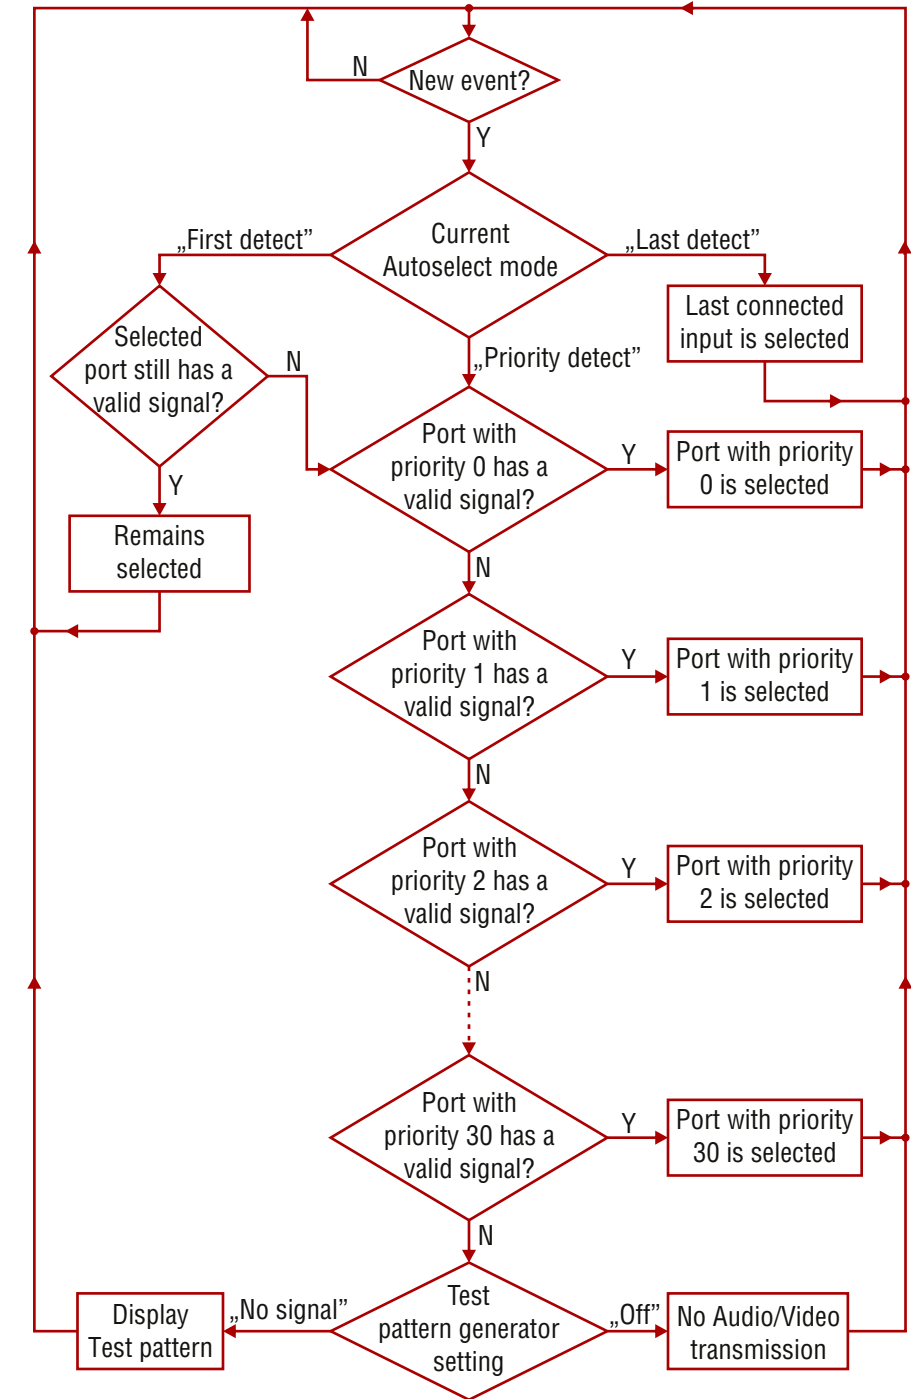 N
New event?
Y
„First detect”
Current
Autoselect mode
„Last detect”
Last connected
input is selected
Selected
port still has a
valid signal?
N
„Priority detect”
Y
Remains
selected
Port with
priority 0 has a
valid signal?
Y
Port with priority
0 is selected
N
Port with
priority 1 has a
valid signal?
Y
Port with priority
1 is selected
N
Port with
priority 2 has a
valid signal?
Y
Port with priority
2 is selected
N
Port with
priority 30 has a
valid signal?
Y
Port with priority
30 is selected
N
Test
pattern generator
setting
„No signal”
Display
Test pattern
„Off”
No Audio/Video
transmission